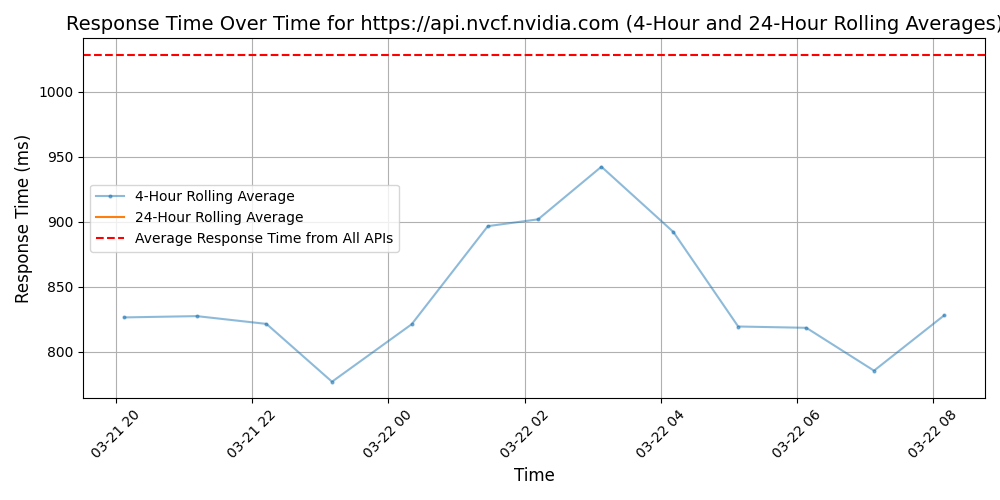 Response Time Over Time for https://api.nvcf.nvidia.com (4-Hour and 24-Hour Rolling Averages)
Response Time (ms)
1000
950
900
850
800
4-Hour Rolling Average
24-Hour Rolling Average
Average Response Time from All APIs
03-21 20
03-21 22
03-22 00
03-22 02
03-22 04
03-22 06
03-22 08
Time